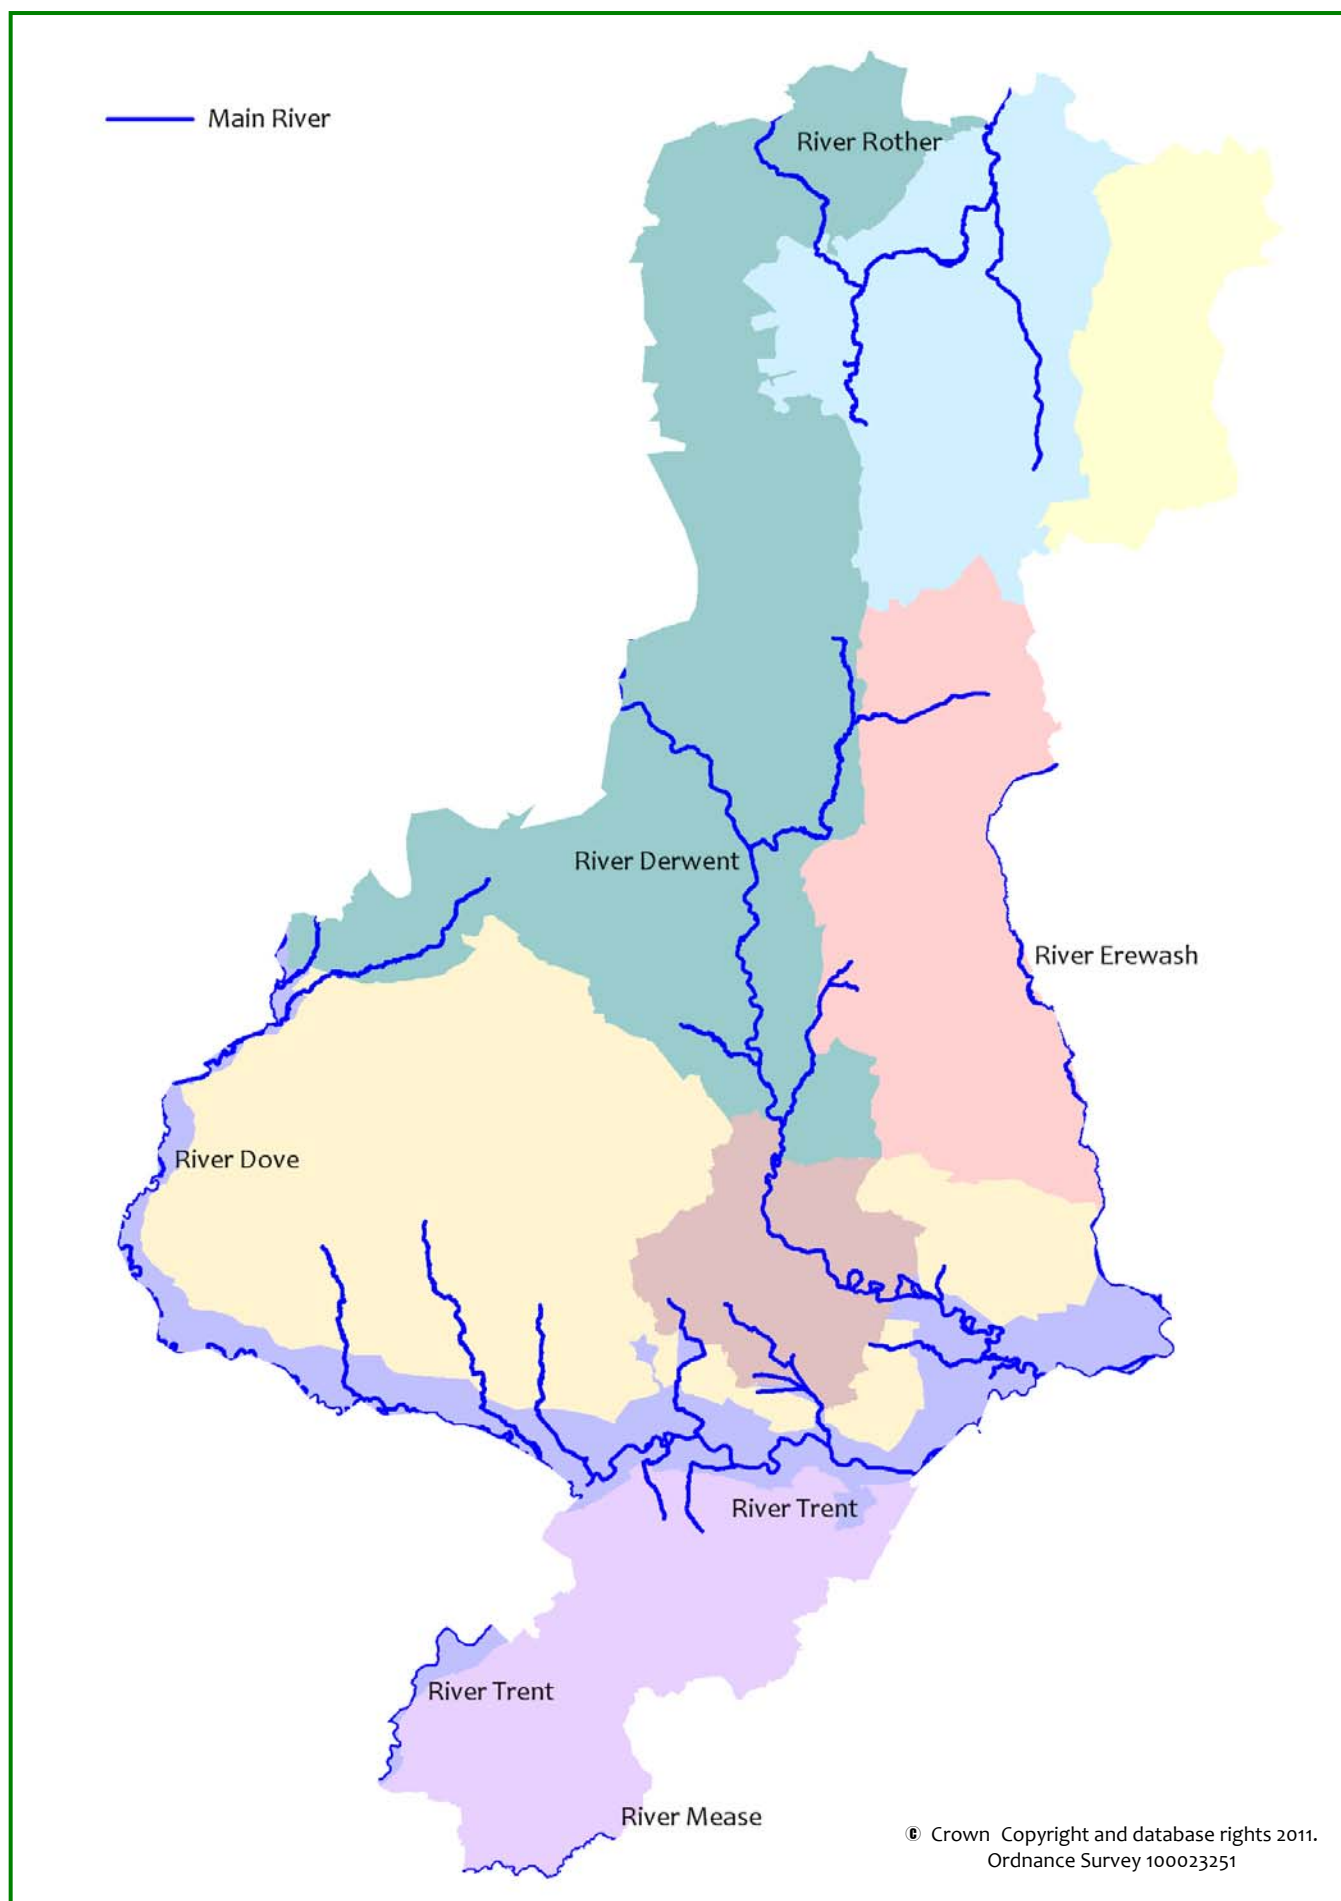 Main River
River Rother
River Derwent
River Erewash
River Dove
River Trent
River Trent
River Mease
© Crown Copyright and database rights 2011.
Ordnance Survey 100023251